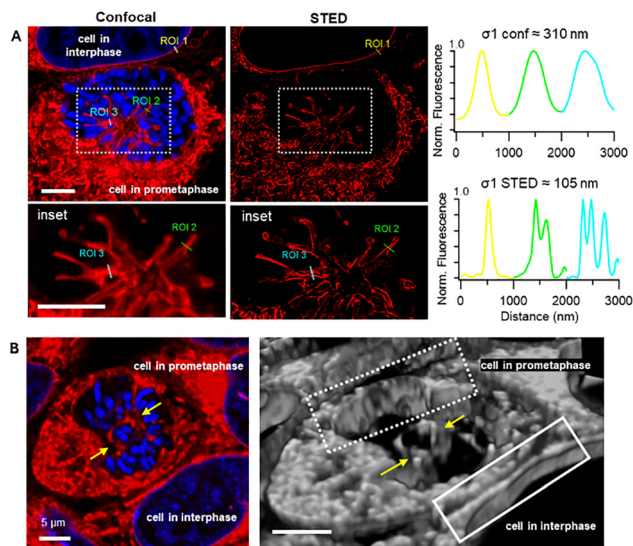 Confocal
STED
A
cell in
interphase
ROI 1
ROI 2
ROI 3
cell in prometaphase
ROI 1
σ1 conf ≈ 310 nm
Norm. Fluorescence
1.0
0 1000 2000 3000
inset
ROI 2
ROI 3
inset
ROI 2
ROI 3
σ1 STED ≈ 105 nm
Norm. Fluorescence
1.0
0 1000 2000 3000
Distance (nm)
B
cell in prometaphase
5 µm
cell in interphase
cell in prometaphase
cell in interphase